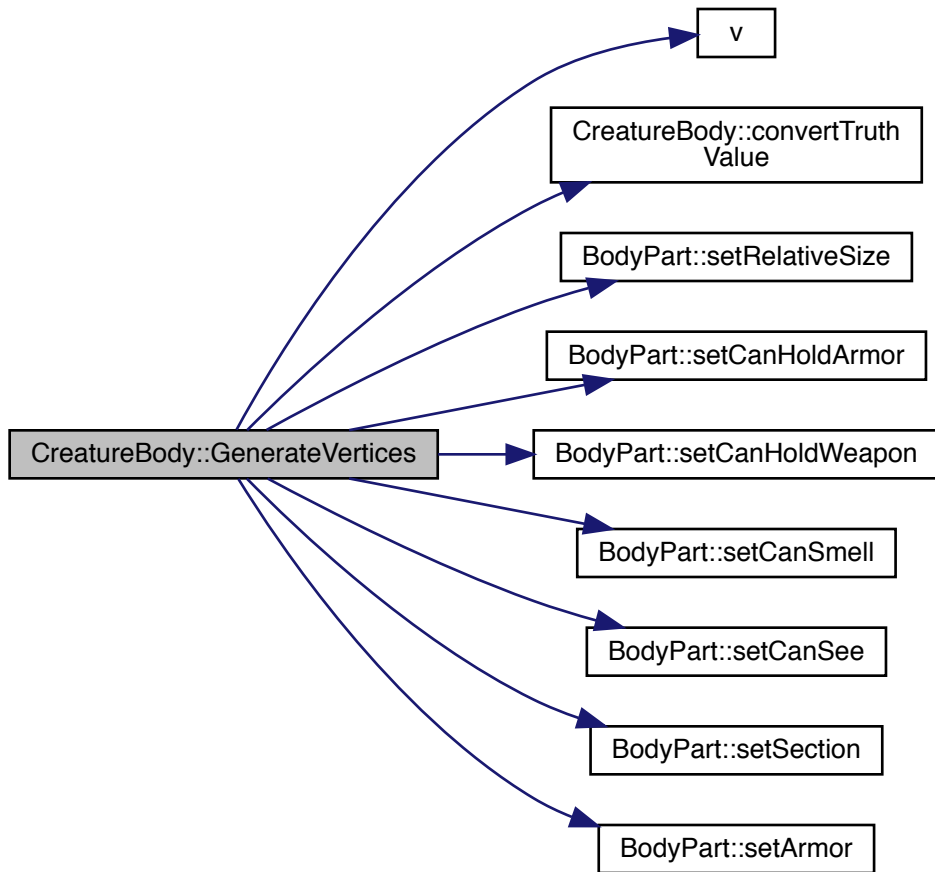 v
CreatureBody::convertTruth
Value
BodyPart::setRelativeSize
BodyPart::setCanHoldArmor
CreatureBody::GenerateVertices
BodyPart::setCanHoldWeapon
BodyPart::setCanSmell
BodyPart::setCanSee
BodyPart::setSection
BodyPart::setArmor